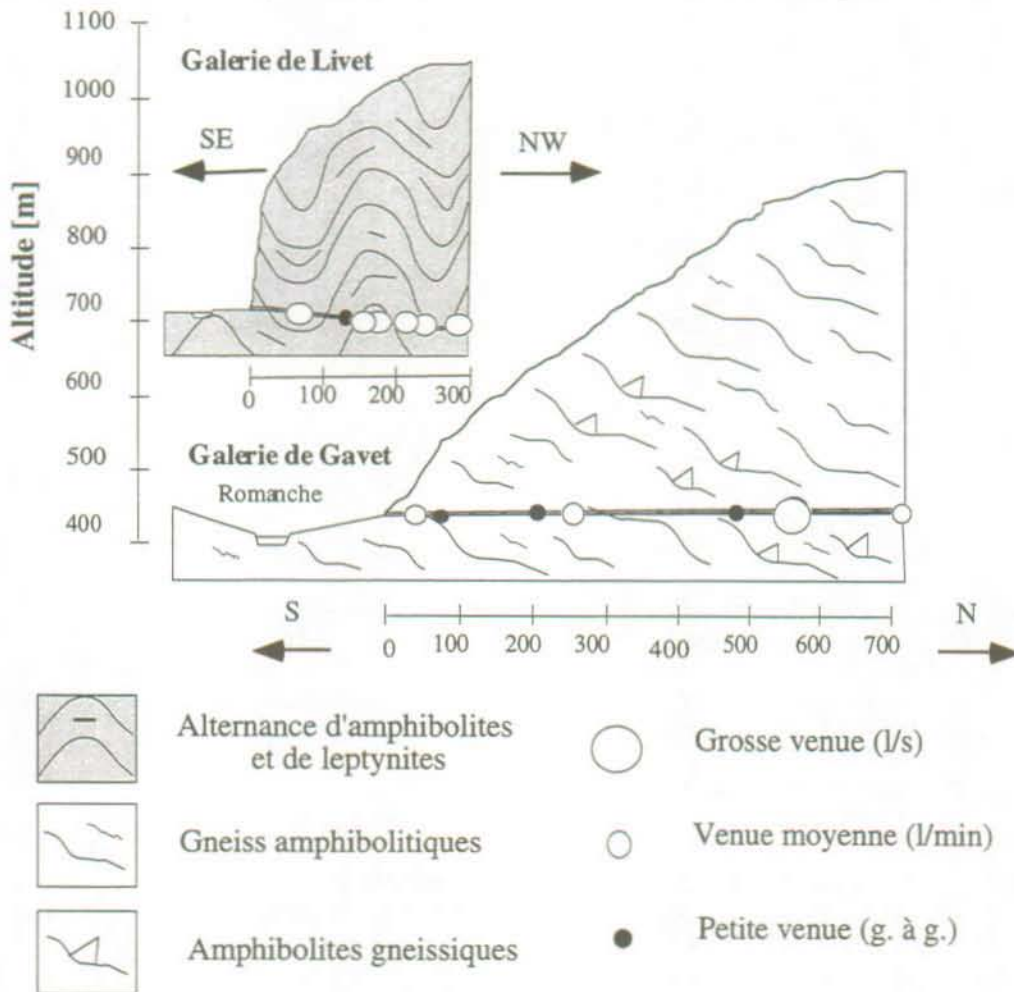 1100
1000
900
800
700
600
500
400
Altitude [m]
Galerie de Livet
SE
NW
0 100 200 300
Galerie de Gavet
Romanche
S
N
0 100 200 300 400 500 600 700
Alternance d'amphibolites
et de leptynites
Gneiss amphibolitiques
Amphibolites gneissiques
Grosse venue (l/s)
Venue moyenne (l/min)
Petite venue (g. à g.)